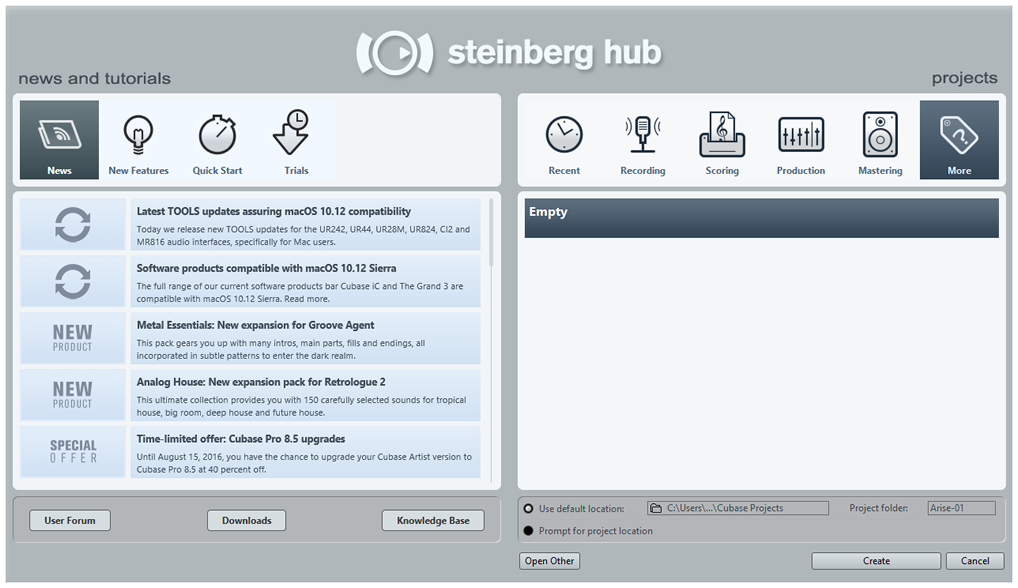 steinberg hub
news and tutorials
projects
News
New Features
Quick Start
Trials
Recent
Recording
Scoring
Production
Mastering
More
Latest TOOLS updates assuring macOS 10.12 compatibility
Today we release new TOOLS updates for the UR242, UR44, UR28M, UR824, CI2 and
MR816 audio interfaces, specifically for Mac users.
Software products compatible with macOS 10.12 Sierra
The full range of our current software products bar Cubase iC and The Grand 3 are
compatible with macOS 10.12 Sierra. Read more.
NEW
PRODUCT
Metal Essentials: New expansion for Groove Agent
This pack gears you up with many intros, main parts, fills and endings, all
incorporated in subtle patterns to enter the dark realm.
NEW
PRODUCT
Analog House: New expansion pack for Retrologue 2
This ultimate collection provides you with 150 carefully selected sounds for tropical
house, big room, deep house and future house.
SPECIAL
OFFER
Time-limited offer: Cubase Pro 8.5 upgrades
Until August 15, 2016, you have the chance to upgrade your Cubase Artist version to
Cubase Pro 8.5 at 40 percent off.
User Forum
Downloads
Knowledge Base
Empty
Use default location:
C:\Users\...\Cubase Projects
Project folder:
Arise-01
Prompt for project location
Open Other
Create
Cancel